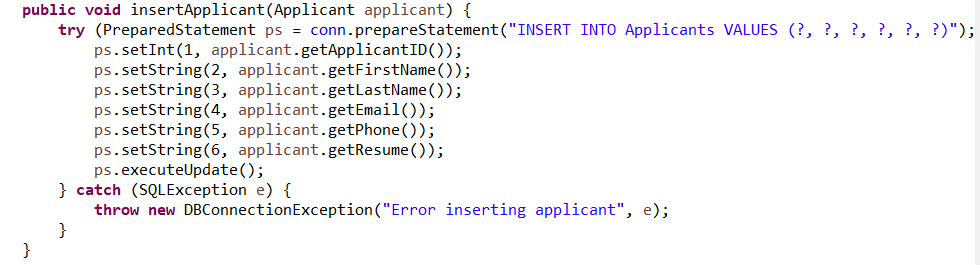 public void insertApplicant(Applicant applicant) {
    try (PreparedStatement ps = conn.prepareStatement("INSERT INTO Applicants VALUES (?, ?, ?, ?, ?, ?)");
        ps.setInt(1, applicant.getApplicantID());
        ps.setString(2, applicant.getFirstName());
        ps.setString(3, applicant.getLastName());
        ps.setString(4, applicant.getEmail());
        ps.setString(5, applicant.getPhone());
        ps.setString(6, applicant.getResume());
        ps.executeUpdate();
    } catch (SQLException e) {
        throw new DBConnectionException("Error inserting applicant", e);
    }
}